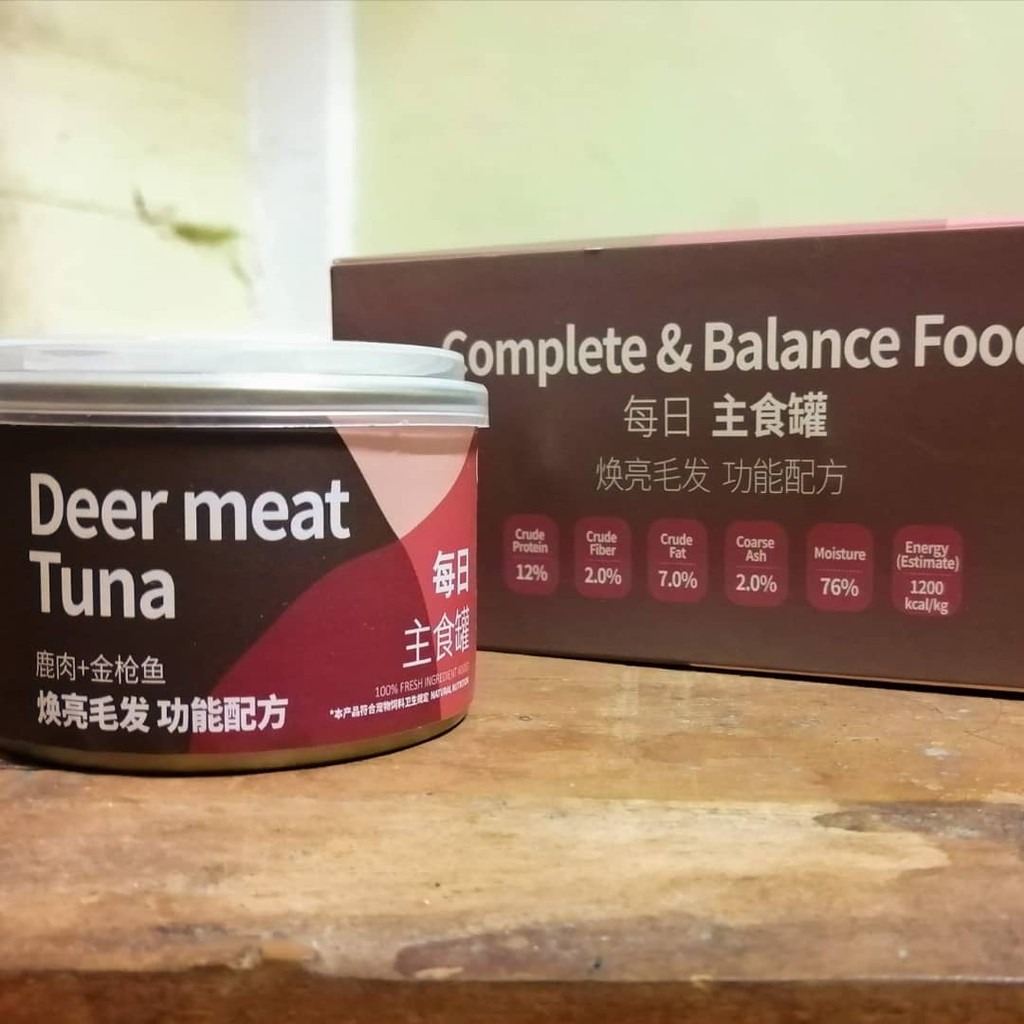 Deer meat
Tuna
鹿肉+金枪鱼
焕亮毛发 功能配方
每日
主食罐
100% FRESH INGREDIENT
*本产品符合宠物饲料卫生规定 NATURAL NUTRITION
Complete & Balance Food
每日 主食罐
焕亮毛发 功能配方
Crude Protein 12%
Crude Fiber 2.0%
Crude Fat 7.0%
Coarse Ash 2.0%
Moisture 76%
Energy (Estimate) 1200 kcal/kg